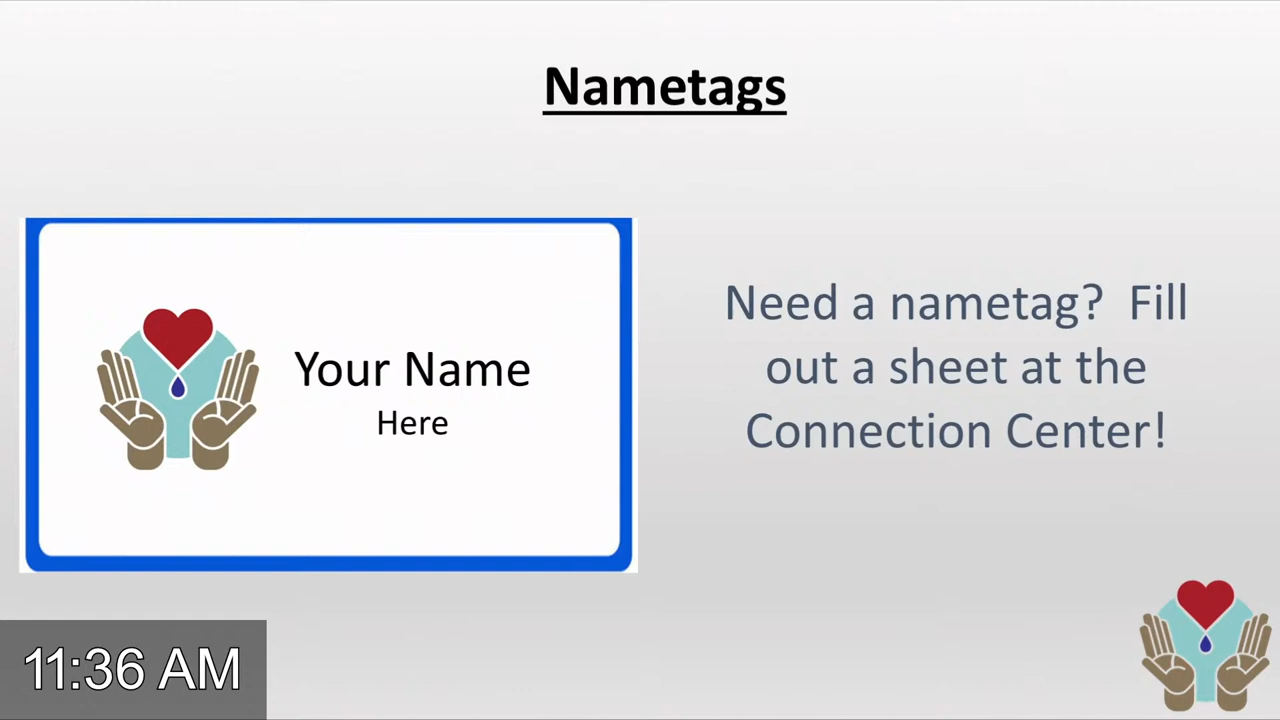 Nametags
Your Name
Here
Need a nametag? Fill
out a sheet at the
Connection Center!
11:36 AM